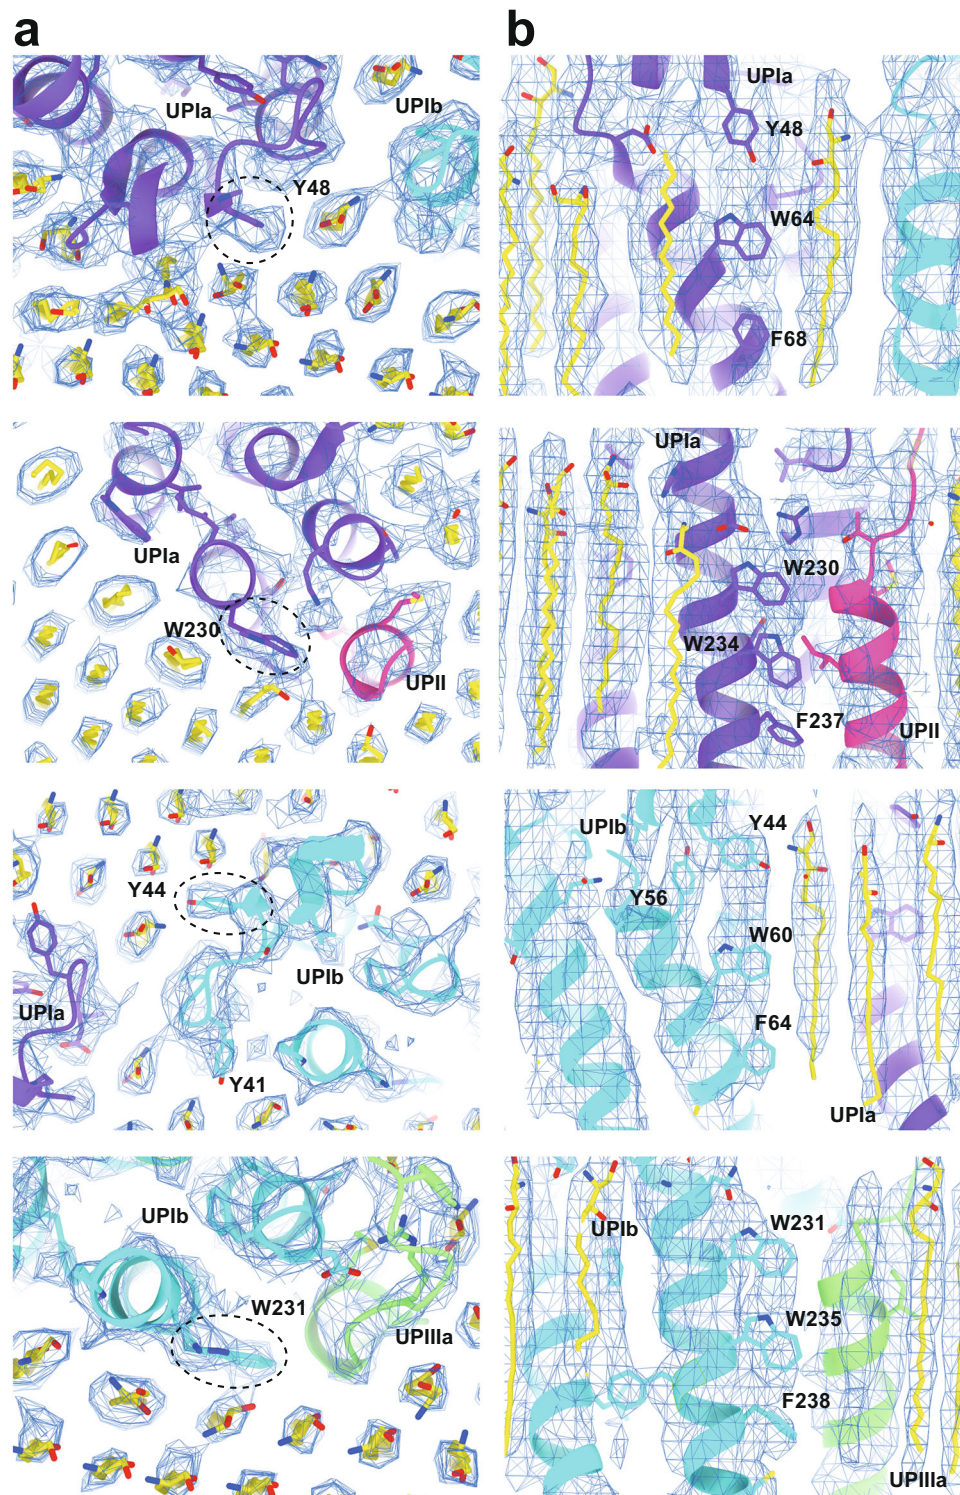 a
b
UPIa
UPIb
Y48
UPIa
Y48
W64
F68
UPIa
W230
UPII
UPIa
W230
W234
F237
UPII
Y44
UPIb
UPIa
Y41
UPIb
Y44
Y56
W60
F64
UPIa
UPIb
W231
UPIIIa
UPIb
W231
W235
F238
UPIIIa